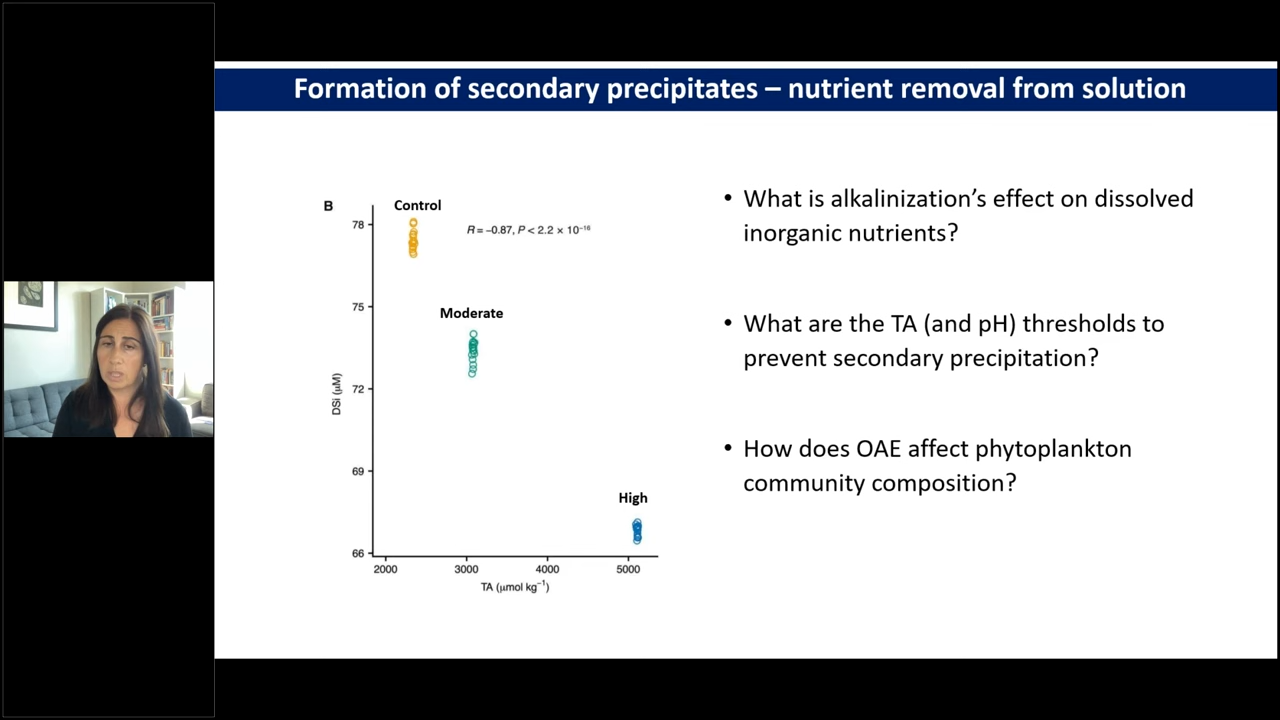 Formation of secondary precipitates – nutrient removal from solution
B
Control
R = −0.87, P < 2.2 × 10⁻¹⁶
Moderate
High
78
75
72
69
66
DSi (μM)
2000 3000 4000 5000
TA (μmol kg⁻¹)
• What is alkalinization’s effect on dissolved
inorganic nutrients?
• What are the TA (and pH) thresholds to
prevent secondary precipitation?
• How does OAE affect phytoplankton
community composition?